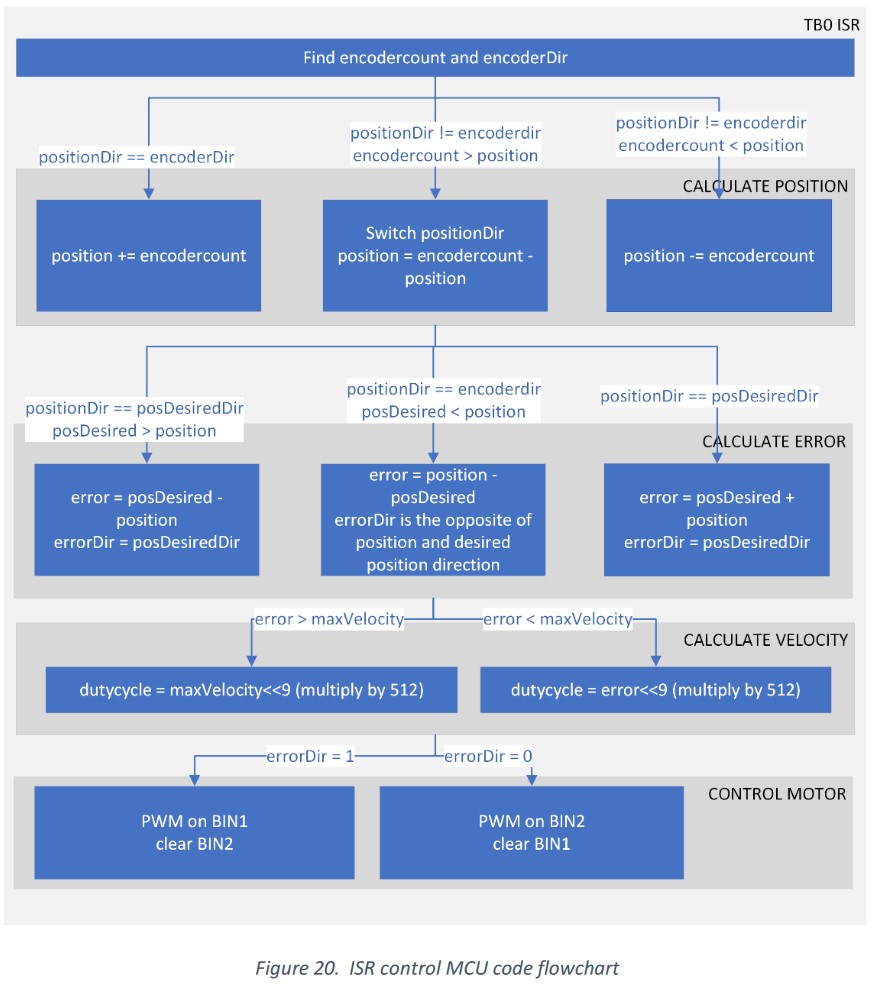 TB0 ISR
Find encodercount and encoderDir
positionDir == encoderDir
positionDir != encoderdir
encodercount > position
positionDir != encoderdir
encodercount < position
CALCULATE POSITION
position += encodercount
Switch positionDir
position = encodercount -
position
position -= encodercount
positionDir == posDesiredDir
posDesired > position
positionDir == encoderdir
posDesired < position
positionDir == posDesiredDir
CALCULATE ERROR
error = posDesired -
position
errorDir = posDesiredDir
error = position -
posDesired
errorDir is the opposite of
position and desired
position direction
error = posDesired +
position
errorDir = posDesiredDir
error > maxVelocity
error < maxVelocity
CALCULATE VELOCITY
dutycycle = maxVelocity<<9 (multiply by 512)
dutycycle = error<<9 (multiply by 512)
errorDir = 1
errorDir = 0
CONTROL MOTOR
PWM on BIN1
clear BIN2
PWM on BIN2
clear BIN1
Figure 20. ISR control MCU code flowchart